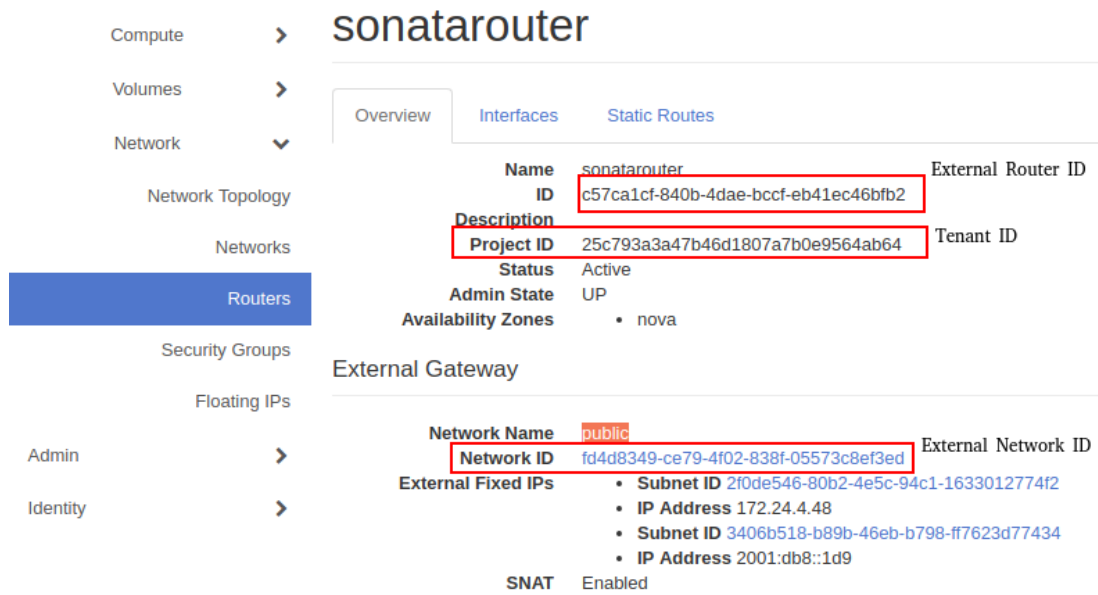 Compute
Volumes
Network
Network Topology
Networks
Routers
Security Groups
Floating IPs
Admin
Identity
sonatarouter
Overview Interfaces Static Routes
Name sonatarouter External Router ID
ID c57ca1cf-840b-4dae-bccf-eb41ec46bfb2
Description
Project ID 25c793a3a47b46d1807a7b0e9564ab64 Tenant ID
Status Active
Admin State UP
Availability Zones • nova
External Gateway
Network Name public
Network ID fd4d8349-ce79-4f02-838f-05573c8ef3ed External Network ID
External Fixed IPs • Subnet ID 2f0de546-80b2-4e5c-94c1-1633012774f2
• IP Address 172.24.4.48
• Subnet ID 3406b518-b89b-46eb-b798-ff7623d77434
• IP Address 2001:db8::1d9
SNAT Enabled